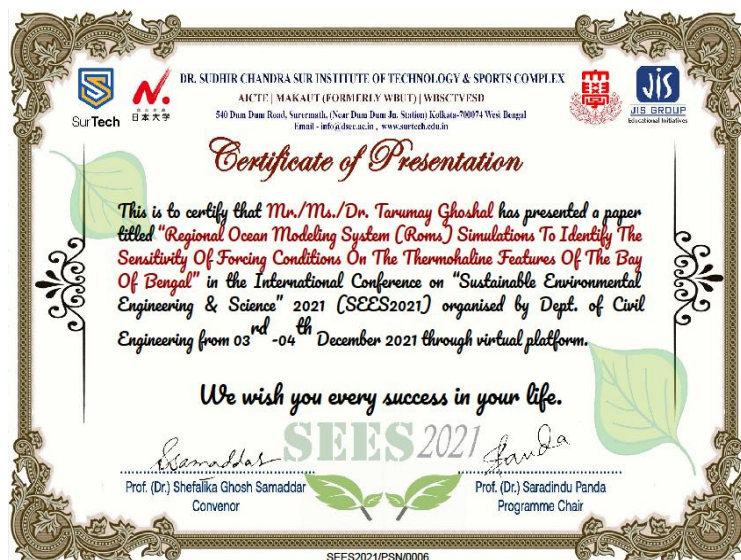 SurTech
日本大学
DR. SUDHIR CHANDRA SUR INSTITUTE OF TECHNOLOGY & SPORTS COMPLEX
AICTE | MAKAUT (FORMERLY WBUT) | WBSCTVESD
540 Dum Dum Road, Surermath, (Near Dum Dum Jn. Station) Kolkata-700074 West Bengal
Email - info@dsec.ac.in , www.surtech.edu.in
JIS
JIS GROUP
Educational Initiatives
Certificate of Presentation
This is to certify that Mr./Ms./Dr. Tarumay Ghoshal has presented a paper
titled “Regional Ocean Modeling System (Roms) Simulations To Identify The
Sensitivity Of Forcing Conditions On The Thermohaline Features Of The Bay
Of Bengal” in the International Conference on “Sustainable Environmental
Engineering & Science” 2021 (SEES2021) organised by Dept. of Civil
Engineering from 03rd -04th December 2021 through virtual platform.
We wish you every success in your life.
SEES 2021
Samaddar
Panda
Prof. (Dr.) Shefalika Ghosh Samaddar
Convenor
Prof. (Dr.) Saradindu Panda
Programme Chair
SEES2021/PSN/0006